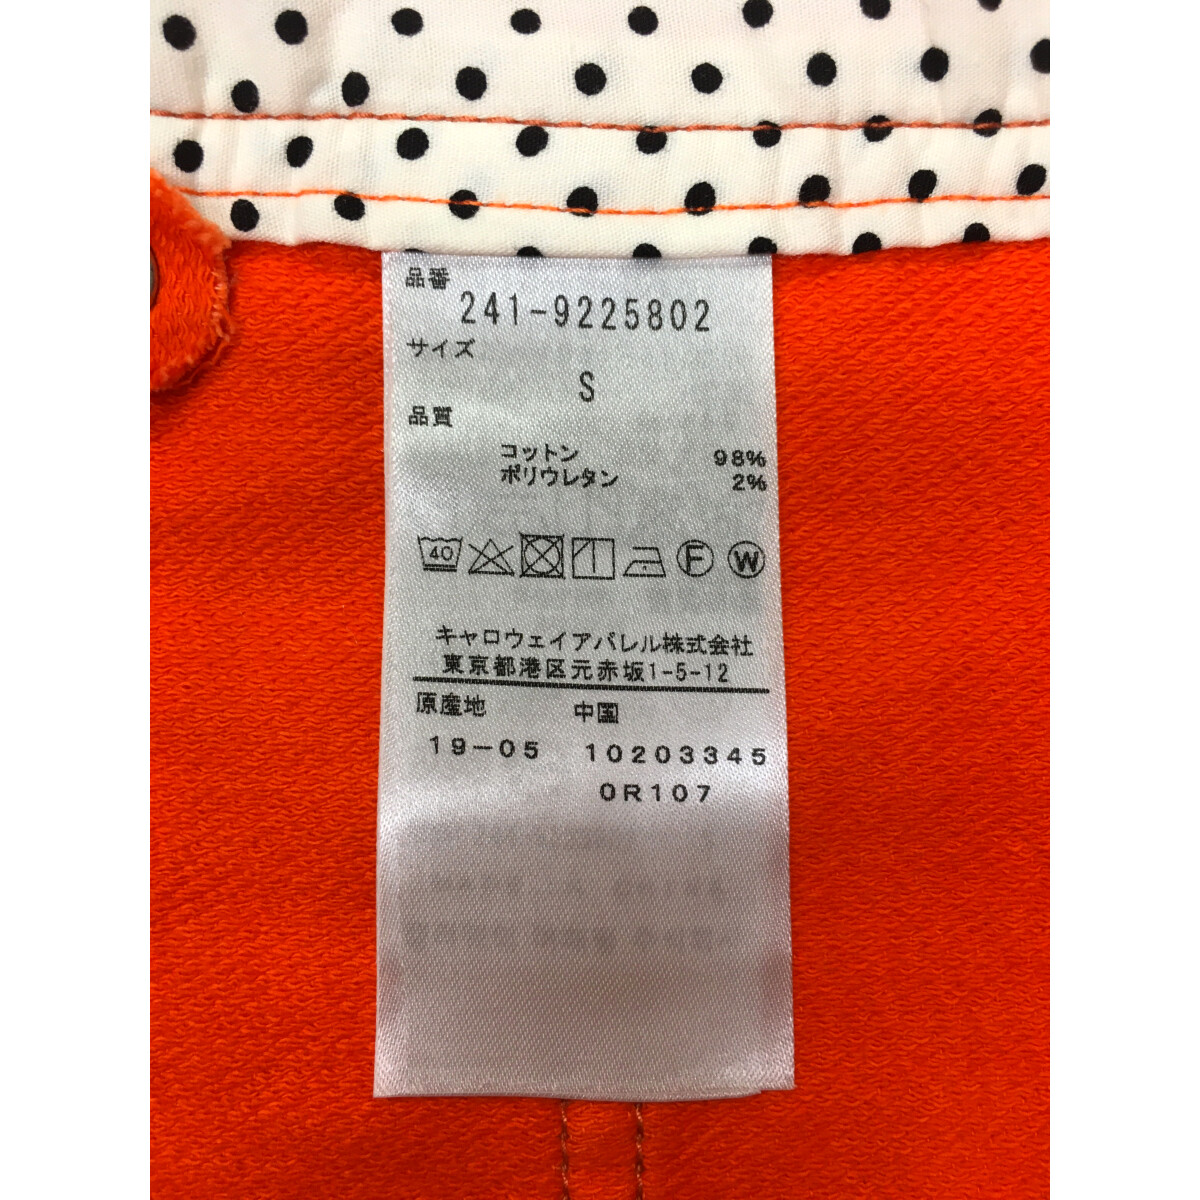 品番
241-9225802
サイズ
S
品質
コットン 98%
ポリウレタン 2%
40 F W
キャロウェイアパレル株式会社
東京都港区元赤坂1-5-12
原産地 中国
19-05 10203345
OR107